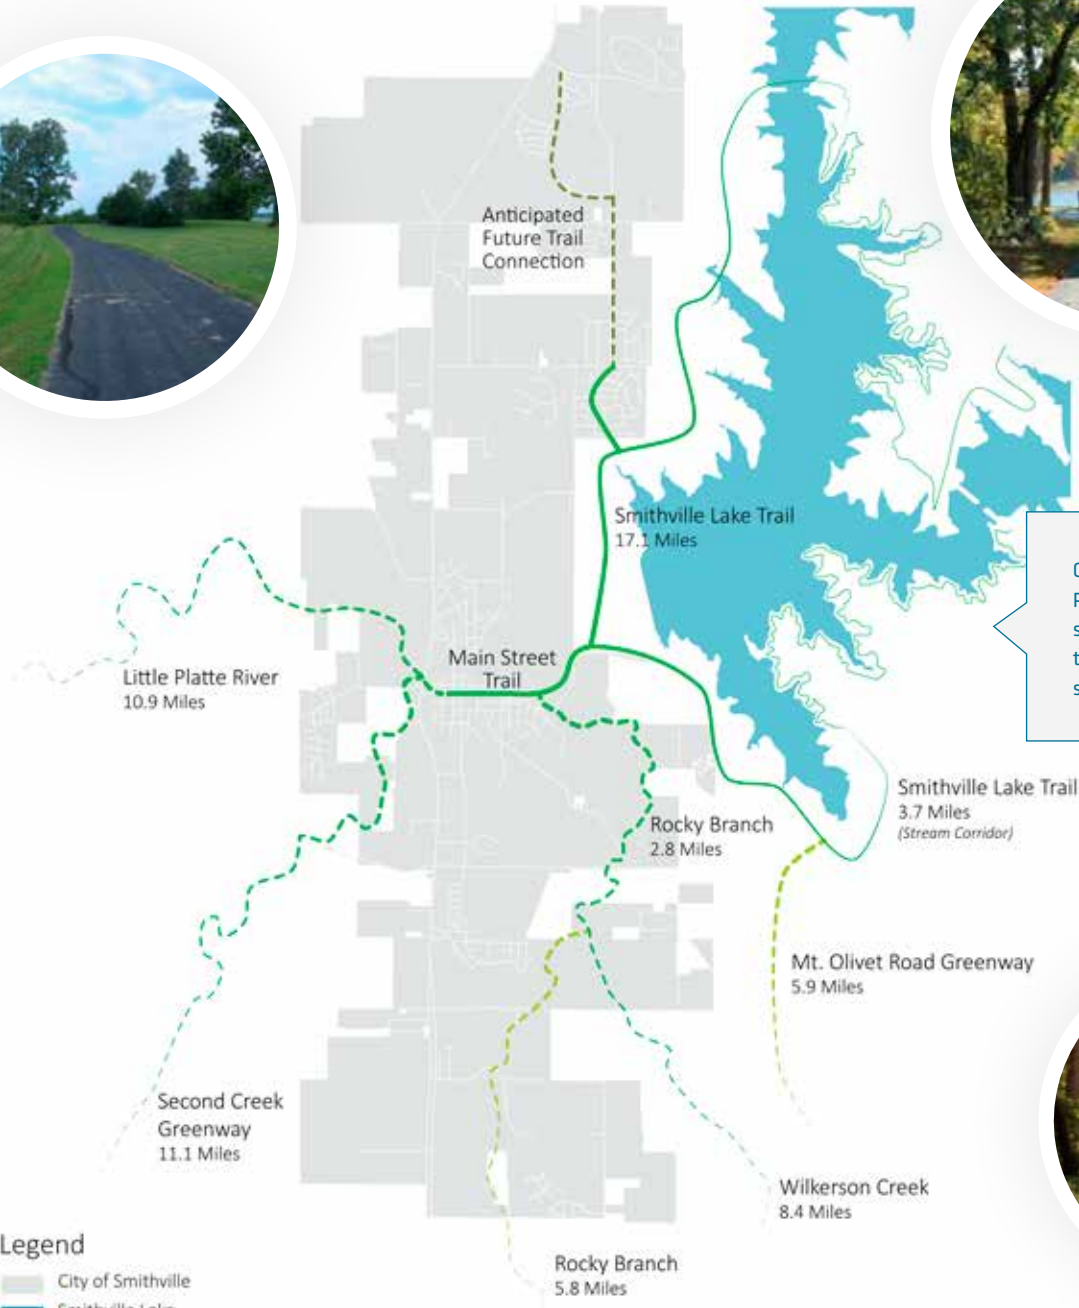 Anticipated
Future Trail
Connection
Smithville Lake Trail
17.1 Miles
Main Street
Trail
Little Platte River
10.9 Miles
Smithville Lake Trail
3.7 Miles
(Stream Corridor)
Rocky Branch
2.8 Miles
Mt. Olivet Road Greenway
5.9 Miles
Second Creek
Greenway
11.1 Miles
Wilkerson Creek
8.4 Miles
Rocky Branch
5.8 Miles
Legend
City of Smithville
Smithville Lake